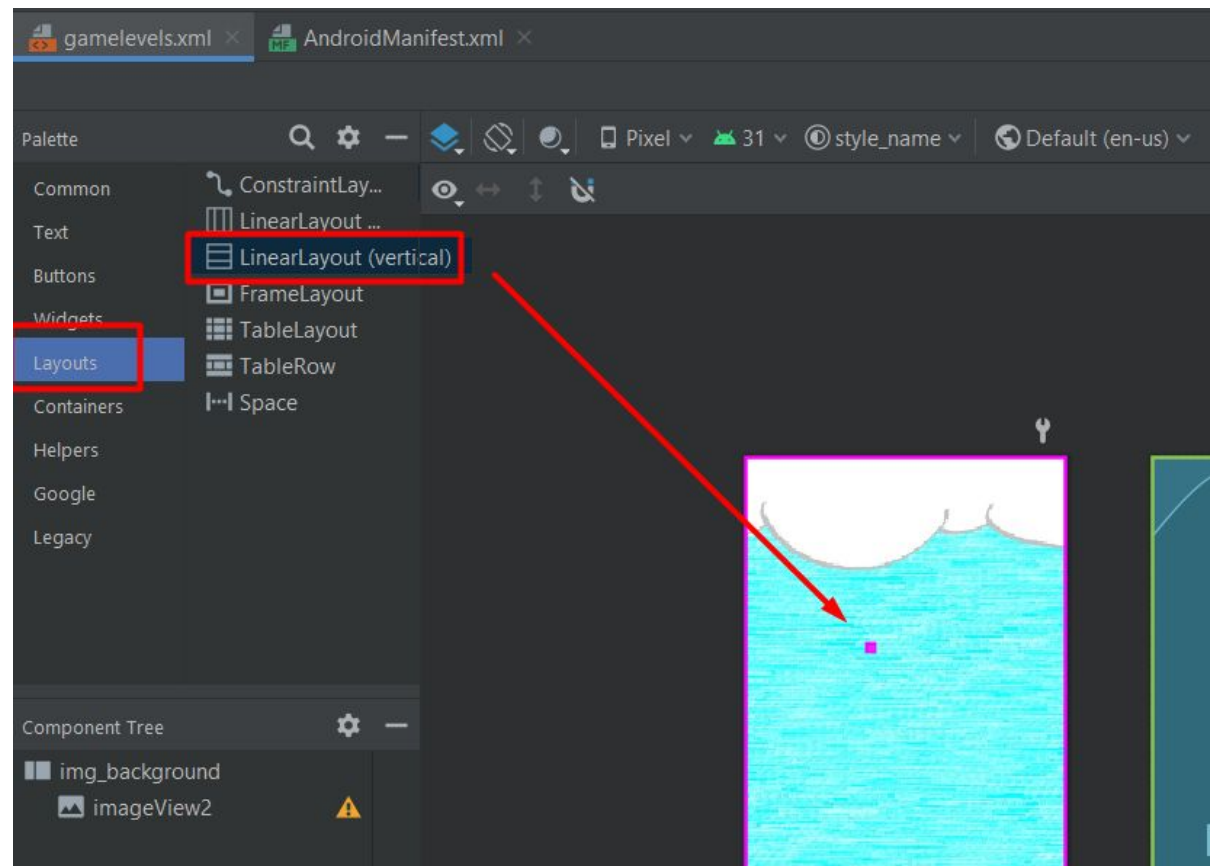 gamelevels.xml
AndroidManifest.xml
Palette
Pixel
31
style_name
Default (en-us)
Common
Text
Buttons
Widgets
Layouts
Containers
Helpers
Google
Legacy
ConstraintLay...
LinearLayout ...
LinearLayout (vertical)
FrameLayout
TableLayout
TableRow
Space
Component Tree
img_background
imageView2